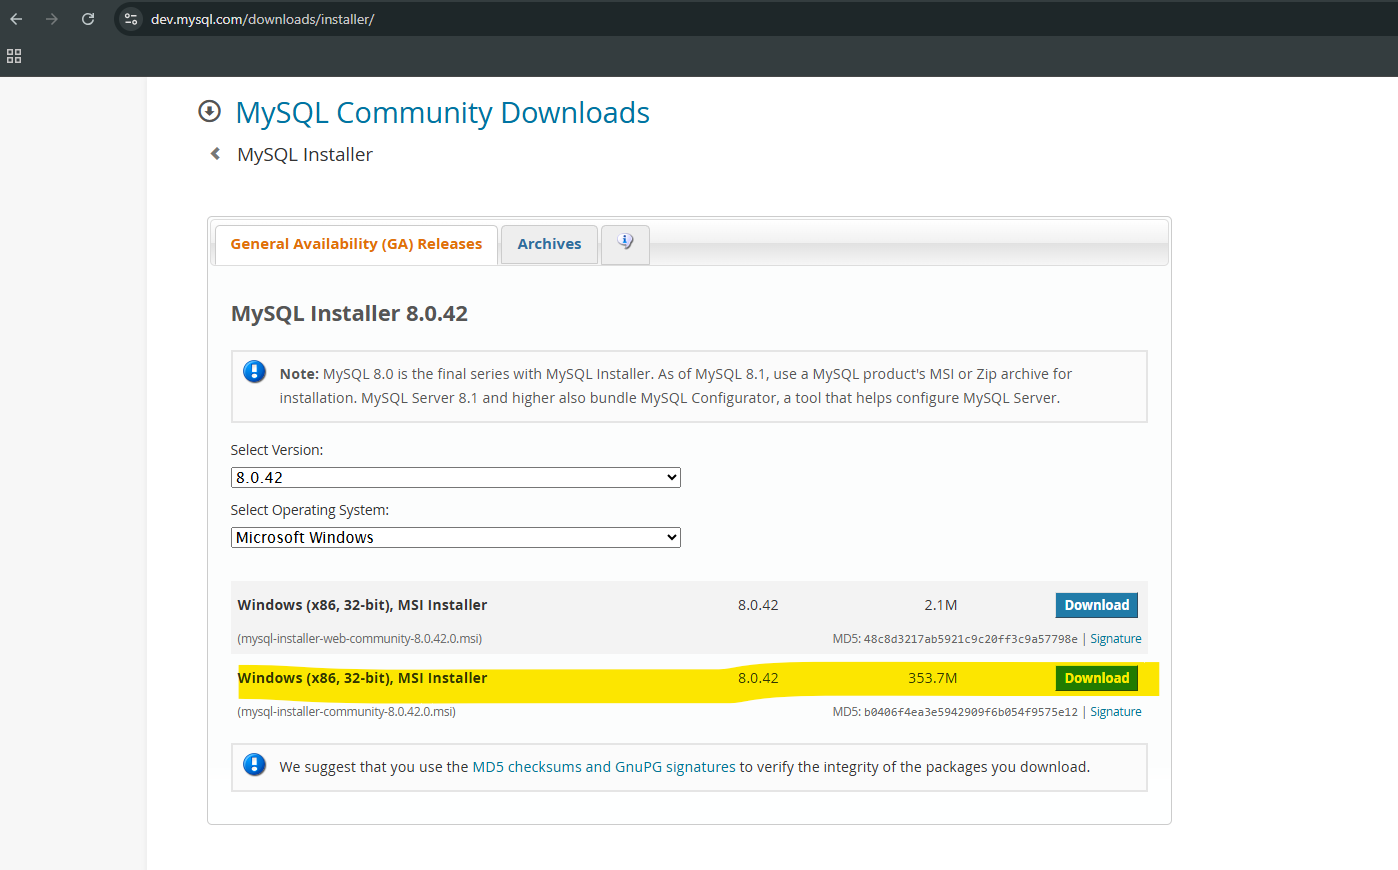 dev.mysql.com/downloads/installer/
MySQL Community Downloads
MySQL Installer
General Availability (GA) Releases
Archives
MySQL Installer 8.0.42
Note: MySQL 8.0 is the final series with MySQL Installer. As of MySQL 8.1, use a MySQL product's MSI or Zip archive for
installation. MySQL Server 8.1 and higher also bundle MySQL Configurator, a tool that helps configure MySQL Server.
Select Version:
8.0.42
Select Operating System:
Microsoft Windows
Windows (x86, 32-bit), MSI Installer 8.0.42 2.1M Download
(mysql-installer-web-community-8.0.42.0.msi) MD5: 48c8d3217ab5921c9c20ff3c9a57798e | Signature
Windows (x86, 32-bit), MSI Installer 8.0.42 353.7M Download
(mysql-installer-community-8.0.42.0.msi) MD5: b0406f4ea3e5942909f6b054f9575e12 | Signature
We suggest that you use the MD5 checksums and GnuPG signatures to verify the integrity of the packages you download.